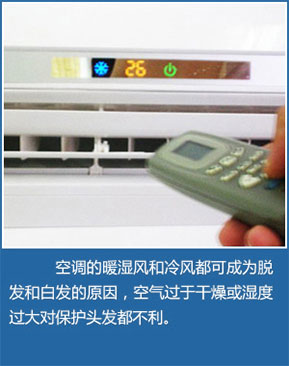 26
空调的暖湿风和冷风都可成为脱
发和白发的原因，空气过于干燥或湿度
过大对保护头发都不利。